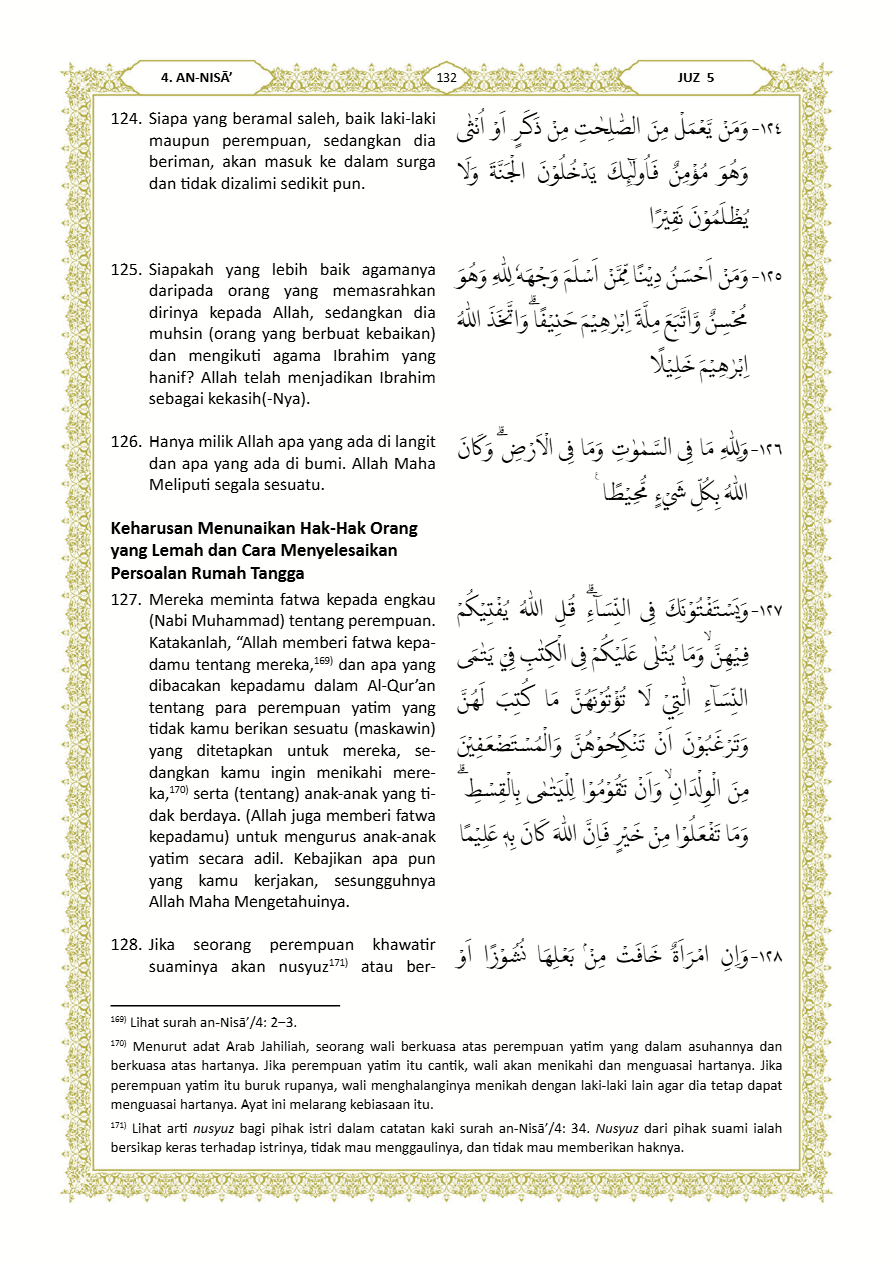 4. AN-NISĀ’
132
JUZ 5
124. Siapa yang beramal saleh, baik laki-laki
maupun perempuan, sedangkan dia
beriman, akan masuk ke dalam surga
dan tidak dizalimi sedikit pun.
١٢٤- وَمَنْ يَّعْمَلْ مِنَ الصّٰلِحٰتِ مِنْ ذَكَرٍ اَوْ اُنْثٰى
وَهُوَ مُؤْمِنٌ فَاُولٰۤىِٕكَ يَدْخُلُوْنَ الْجَنَّةَ وَلَا
يُظْلَمُوْنَ نَقِيْرًا
125. Siapakah yang lebih baik agamanya
daripada orang yang memasrahkan
dirinya kepada Allah, sedangkan dia
muhsin (orang yang berbuat kebaikan)
dan mengikuti agama Ibrahim yang
hanif? Allah telah menjadikan Ibrahim
sebagai kekasih(-Nya).
١٢٥- وَمَنْ اَحْسَنُ دِيْنًا مِّمَّنْ اَسْلَمَ وَجْهَهٗ لِلّٰهِ وَهُوَ
مُحْسِنٌ وَّاتَّبَعَ مِلَّةَ اِبْرٰهِيْمَ حَنِيْفًاۗ وَاتَّخَذَ اللّٰهُ
اِبْرٰهِيْمَ خَلِيْلًا
126. Hanya milik Allah apa yang ada di langit
dan apa yang ada di bumi. Allah Maha
Meliputi segala sesuatu.
١٢٦- وَلِلّٰهِ مَا فِى السَّمٰوٰتِ وَمَا فِى الْاَرْضِۗ وَكَانَ
اللّٰهُ بِكُلِّ شَيْءٍ مُّحِيْطًا ࣖ
Keharusan Menunaikan Hak-Hak Orang
yang Lemah dan Cara Menyelesaikan
Persoalan Rumah Tangga
127. Mereka meminta fatwa kepada engkau
(Nabi Muhammad) tentang perempuan.
Katakanlah, “Allah memberi fatwa kepa-
damu tentang mereka,169) dan apa yang
dibacakan kepadamu dalam Al-Qur’an
tentang para perempuan yatim yang
tidak kamu berikan sesuatu (maskawin)
yang ditetapkan untuk mereka, se-
dangkan kamu ingin menikahi mere-
ka,170) serta (tentang) anak-anak yang ti-
dak berdaya. (Allah juga memberi fatwa
kepadamu) untuk mengurus anak-anak
yatim secara adil. Kebajikan apa pun
yang kamu kerjakan, sesungguhnya
Allah Maha Mengetahuinya.
١٢٧- وَيَسْتَفْتُوْنَكَ فِى النِّسَاۤءِۗ قُلِ اللّٰهُ يُفْتِيْكُمْ
فِيْهِنَّۙ وَمَا يُتْلٰى عَلَيْكُمْ فِى الْكِتٰبِ فِيْ يَتٰمَى
النِّسَاۤءِ الّٰتِيْ لَا تُؤْتُوْنَهُنَّ مَا كُتِبَ لَهُنَّ
وَتَرْغَبُوْنَ اَنْ تَنْكِحُوْهُنَّ وَالْمُسْتَضْعَفِيْنَ
مِنَ الْوِلْدَانِۙ وَاَنْ تَقُوْمُوْا لِلْيَتٰمٰى بِالْقِسْطِۗ
وَمَا تَفْعَلُوْا مِنْ خَيْرٍ فَاِنَّ اللّٰهَ كَانَ بِهٖ عَلِيْمًا
128. Jika seorang perempuan khawatir
suaminya akan nusyuz171) atau ber-
١٢٨- وَاِنِ امْرَاَةٌ خَافَتْ مِنْۢ بَعْلِهَا نُشُوْزًا اَوْ
169) Lihat surah an-Nisā’/4: 2–3.
170) Menurut adat Arab Jahiliah, seorang wali berkuasa atas perempuan yatim yang dalam asuhannya dan
berkuasa atas hartanya. Jika perempuan yatim itu cantik, wali akan menikahi dan menguasai hartanya. Jika
perempuan yatim itu buruk rupanya, wali menghalanginya menikah dengan laki-laki lain agar dia tetap dapat
menguasai hartanya. Ayat ini melarang kebiasaan itu.
171) Lihat arti nusyuz bagi pihak istri dalam catatan kaki surah an-Nisā’/4: 34. Nusyuz dari pihak suami ialah
bersikap keras terhadap istrinya, tidak mau menggaulinya, dan tidak mau memberikan haknya.